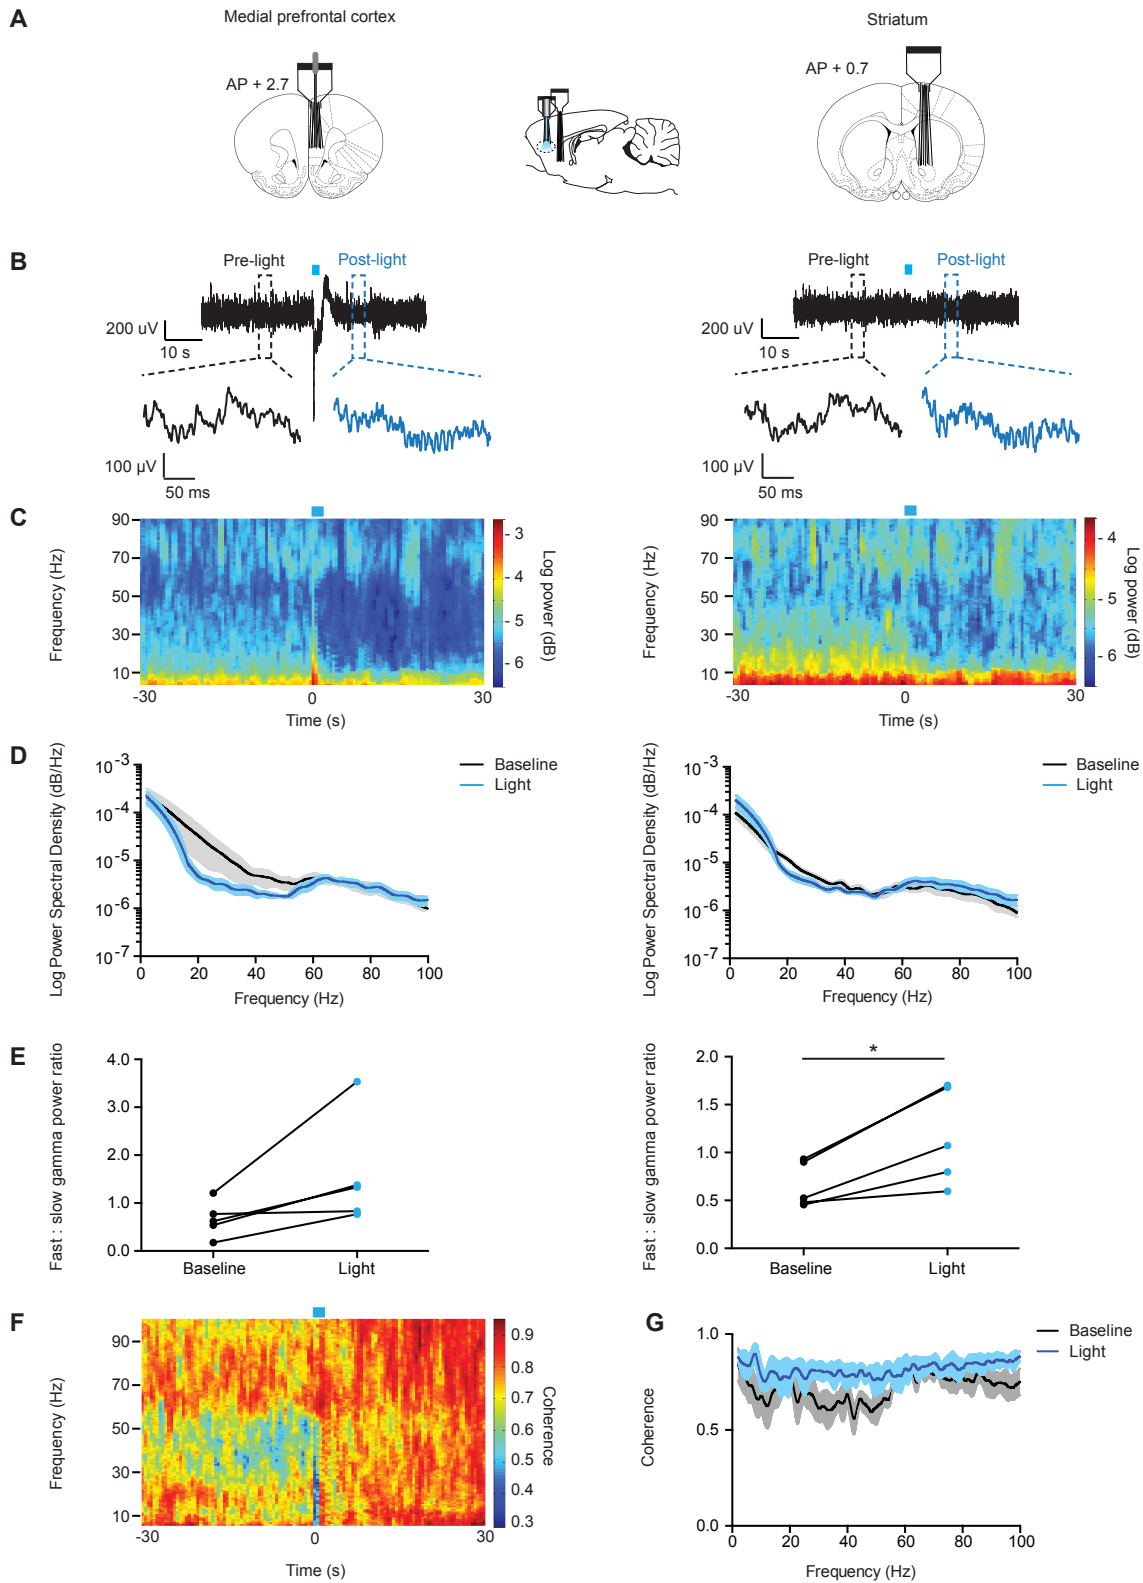 A
Medial prefrontal cortex
Striatum
AP + 2.7
AP + 0.7
B
Pre-light
Post-light
200 uV
10 s
100 µV
50 ms
Pre-light
Post-light
200 uV
10 s
100 µV
50 ms
C
Frequency (Hz)
90
70
50
30
10
-30
0
30
Time (s)
- 3
- 4
- 5
- 6
Log power (dB)
Frequency (Hz)
90
70
50
30
10
-30
0
30
Time (s)
- 4
- 5
- 6
Log power (dB)
D
Log Power Spectral Density (dB/Hz)
10-3
10-4
10-5
10-6
10-7
0 20 40 60 80 100
Frequency (Hz)
Baseline
Light
Log Power Spectral Density (dB/Hz)
10-3
10-4
10-5
10-6
10-7
0 20 40 60 80 100
Frequency (Hz)
Baseline
Light
E
Fast : slow gamma power ratio
4.0
3.0
2.0
1.0
0.0
Baseline Light
Fast : slow gamma power ratio
2.0
1.5
1.0
0.5
0.0
*
Baseline Light
F
Frequency (Hz)
90
70
50
30
10
-30
0
30
Time (s)
0.9
0.8
0.7
0.6
0.5
0.4
0.3
Coherence
G
Coherence
1.0
0.5
0.0
0 20 40 60 80 100
Frequency (Hz)
Baseline
Light